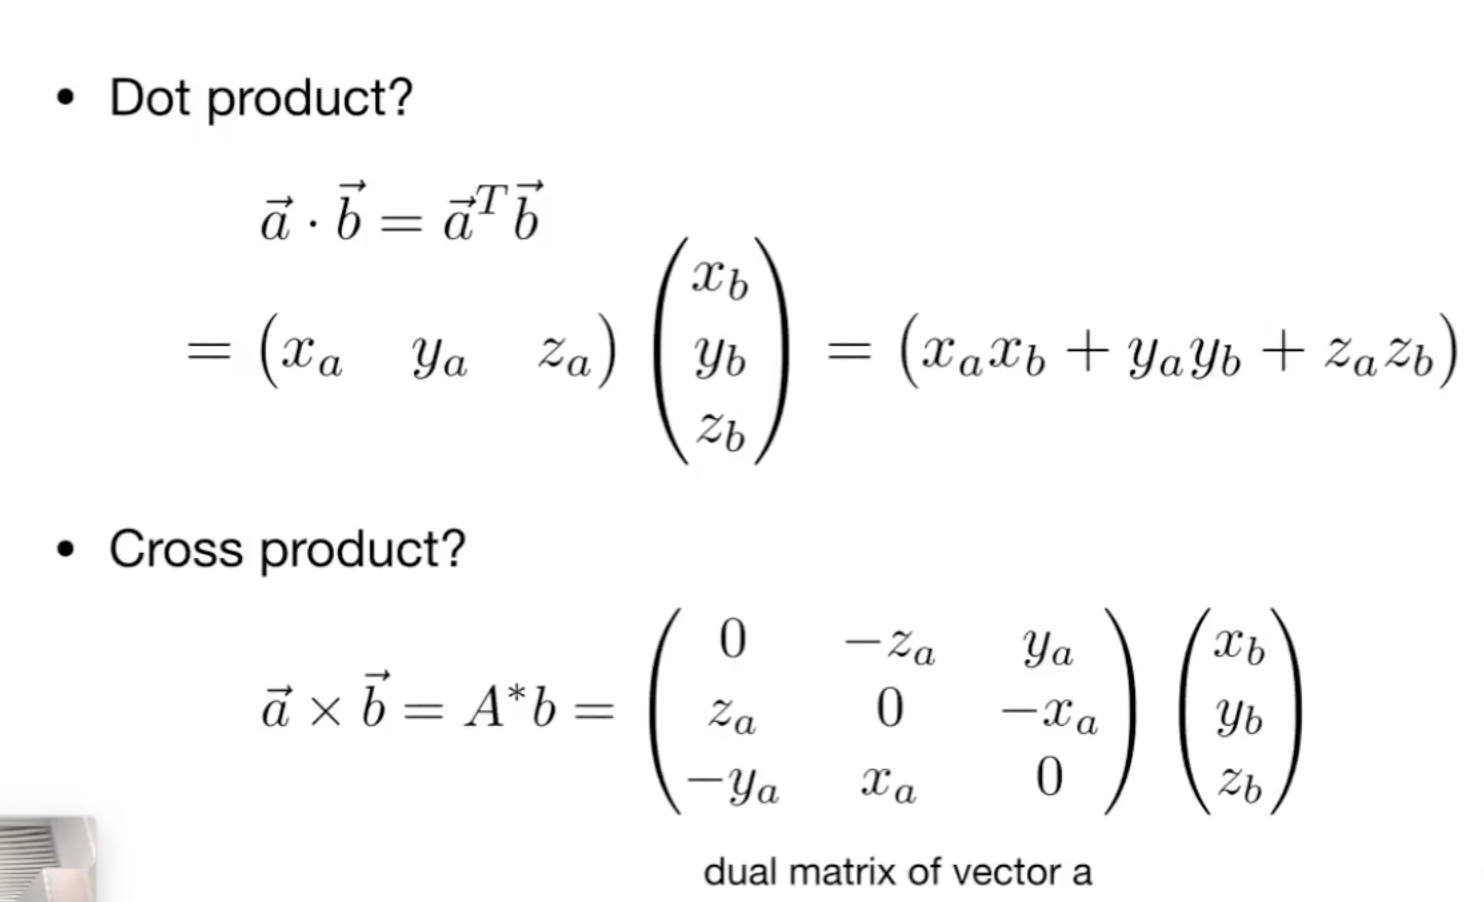 • Dot product?
$\vec{a} \cdot \vec{b} = \vec{a}^T \vec{b}$
$= \begin{pmatrix} x_a & y_a & z_a \end{pmatrix} \begin{pmatrix} x_b \\ y_b \\ z_b \end{pmatrix} = \begin{pmatrix} x_a x_b + y_a y_b + z_a z_b \end{pmatrix}$
• Cross product?
$\vec{a} \times \vec{b} = A^* b = \begin{pmatrix} 0 & -z_a & y_a \\ z_a & 0 & -x_a \\ -y_a & x_a & 0 \end{pmatrix} \begin{pmatrix} x_b \\ y_b \\ z_b \end{pmatrix}$
dual matrix of vector a